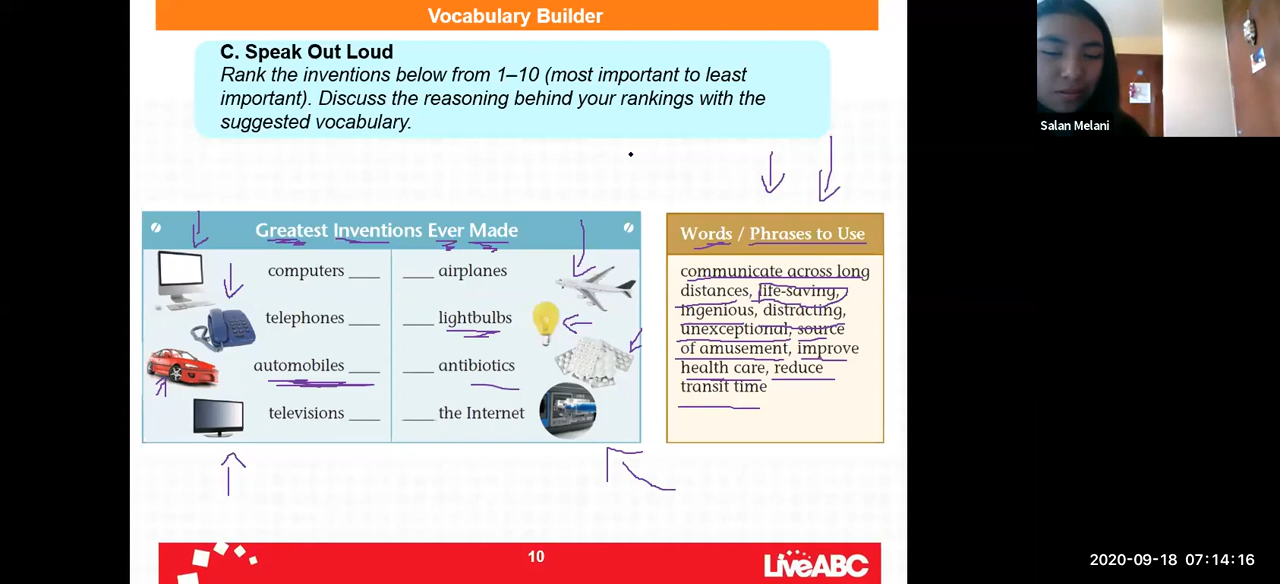 Vocabulary Builder
C. Speak Out Loud
Rank the inventions below from 1–10 (most important to least
important). Discuss the reasoning behind your rankings with the
suggested vocabulary.
Salan Melani
Greatest Inventions Ever Made
computers ____
____ airplanes
telephones ____
____ lightbulbs
automobiles ____
____ antibiotics
televisions ____
____ the Internet
Words / Phrases to Use
communicate across long
distances, life-saving,
ingenious, distracting,
unexceptional, source
of amusement, improve
health care, reduce
transit time
10
LiveABC
2020-09-18 07:14:16